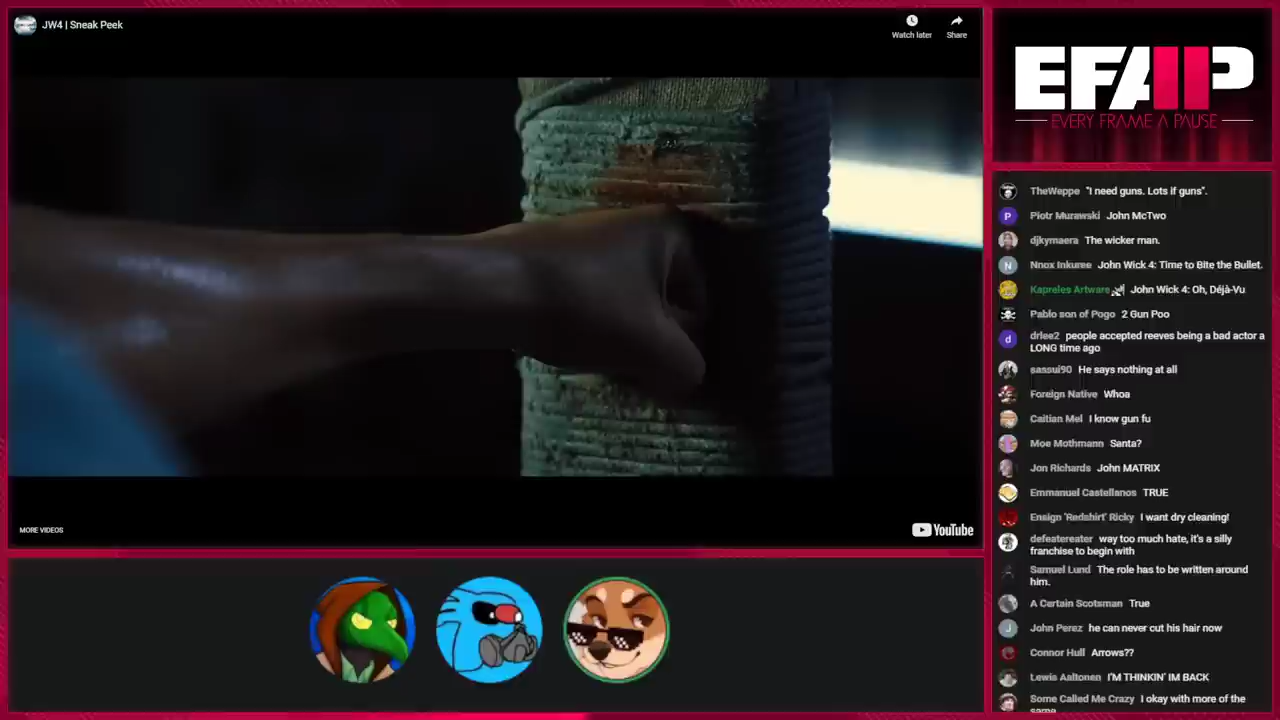 JW4 | Sneak Peek
Watch later
Share
MORE VIDEOS
YouTube
EFAP
EVERY FRAME A PAUSE
TheWeppe "I need guns. Lots if guns".
Piotr Murawski John McTwo
djkymaera The wicker man.
Nnox Inkuree John Wick 4: Time to Bite the Bullet.
Kapreles Artware John Wick 4: Oh, Déjà-Vu
Pablo son of Pogo 2 Gun Poo
drlee2 people accepted reeves being a bad actor a
LONG time ago
sassui90 He says nothing at all
Foreign Native Whoa
Caitian Mel I know gun fu
Moe Mothmann Santa?
Jon Richards John MATRIX
Emmanuel Castellanos TRUE
Ensign 'Redshirt' Ricky I want dry cleaning!
defeatereater way too much hate, it's a silly
franchise to begin with
Samuel Lund The role has to be written around
him.
A Certain Scotsman True
John Perez he can never cut his hair now
Connor Hull Arrows??
Lewis Aaltonen I'M THINKIN' IM BACK
Some Called Me Crazy I okay with more of the
same